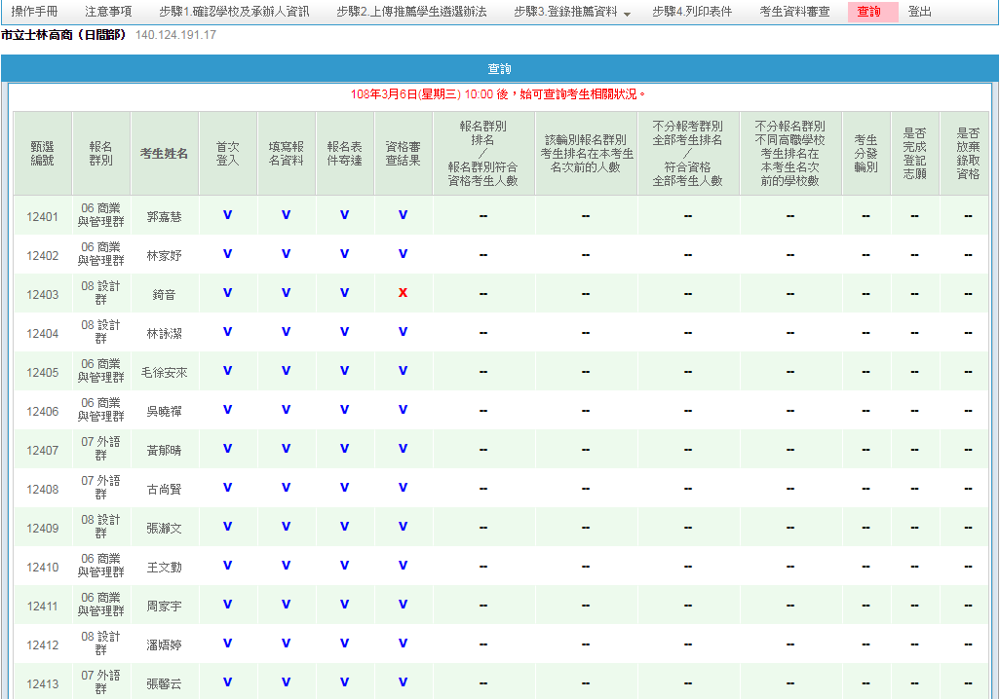 操作手冊 注意事項 步驟1.確認學校及承辦人資訊 步驟2.上傳推薦學生遴選辦法 步驟3.登錄推薦資料 步驟4.列印表件 考生資料審查 查詢 登出
市立士林高商（日間部） 140.124.191.17
查詢
108年3月6日(星期三) 10:00 後，始可查詢考生相關狀況。
甄選編號 報名群別 考生姓名 首次登入 填寫報名資料 報名表件寄達 資格審查結果 報名群別排名／報名群別符合資格考生人數 該輪別報名群別考生排名在本考生名次前的人數 不分報考群別全部考生排名／符合資格全部考生人數 不分報名群別不同高職學校考生排名在本考生名次前的學校數 考生分發輪別 是否完成登記志願 是否放棄錄取資格
12401 06 商業與管理群 郭嘉慧 V V V V -- -- -- -- -- -- --
12402 06 商業與管理群 林家妤 V V V V -- -- -- -- -- -- --
12403 08 設計群 錡音 V V V X -- -- -- -- -- -- --
12404 08 設計群 林詠潔 V V V V -- -- -- -- -- -- --
12405 06 商業與管理群 毛徐安來 V V V V -- -- -- -- -- -- --
12406 06 商業與管理群 吳曉禪 V V V V -- -- -- -- -- -- --
12407 07 外語群 黃郁晴 V V V V -- -- -- -- -- -- --
12408 07 外語群 古尚賢 V V V V -- -- -- -- -- -- --
12409 08 設計群 張瀞文 V V V V -- -- -- -- -- -- --
12410 06 商業與管理群 王文勤 V V V V -- -- -- -- -- -- --
12411 06 商業與管理群 周家宇 V V V V -- -- -- -- -- -- --
12412 08 設計群 潘婷婷 V V V V -- -- -- -- -- -- --
12413 07 外語群 張馨云 V V V V -- -- -- -- -- -- --